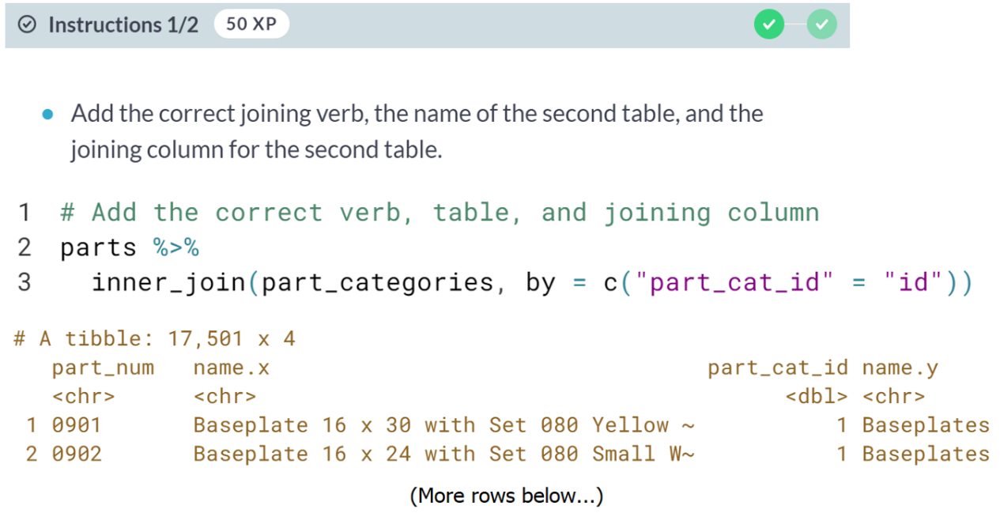 Instructions 1/2 50 XP
Add the correct joining verb, the name of the second table, and the
joining column for the second table.
1 # Add the correct verb, table, and joining column
2 parts %>%
3 inner_join(part_categories, by = c("part_cat_id" = "id"))
# A tibble: 17,501 x 4
part_num name.x part_cat_id name.y
<chr> <chr> <dbl> <chr>
1 0901 Baseplate 16 x 30 with Set 080 Yellow ~ 1 Baseplates
2 0902 Baseplate 16 x 24 with Set 080 Small W~ 1 Baseplates
(More rows below...)